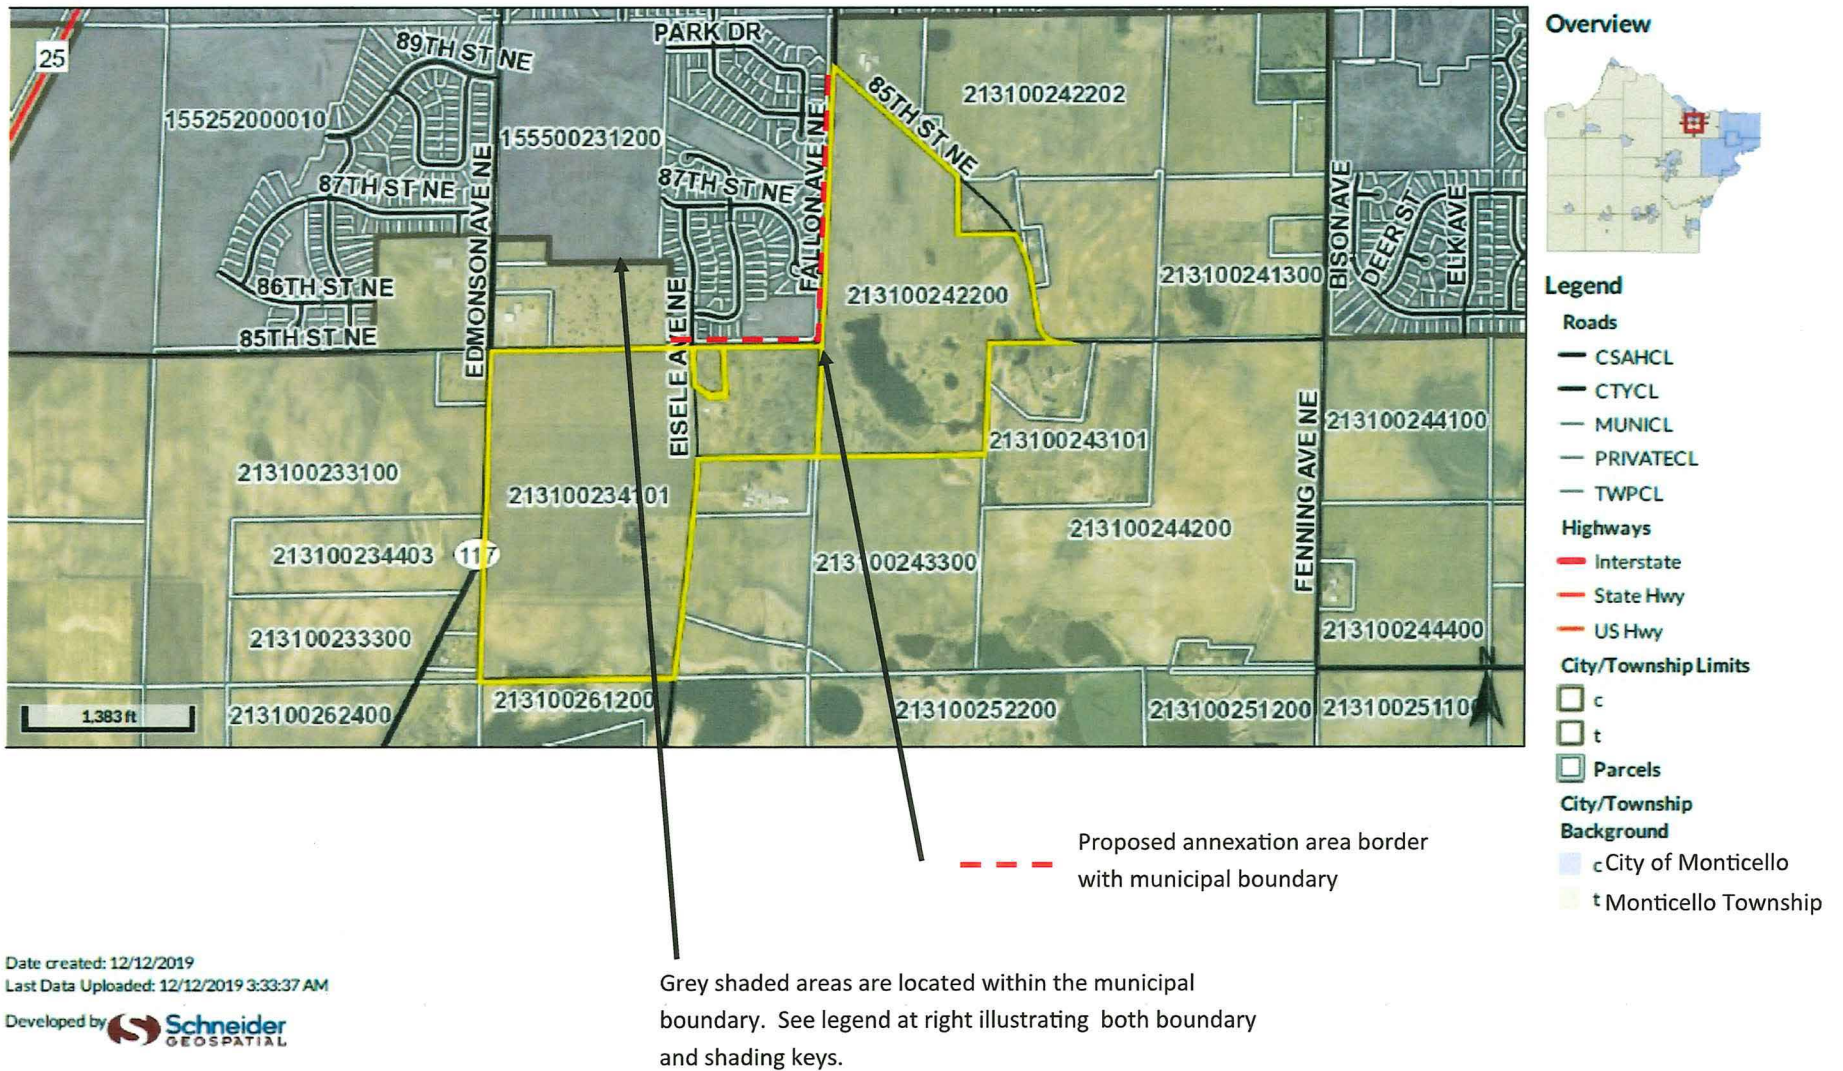 25
89TH ST NE
PARK DR
155252000010
155500231200
85TH ST NE
213100242202
87TH ST NE
EDMONSON AVE NE
87TH ST NE
FALLON AVE NE
BISON AVE
DEER ST
ELK AVE
86TH ST NE
85TH ST NE
EISELE AVE NE
213100242200
213100241300
213100233100
213100234101
213100243101
213100244100
FENNING AVE NE
213100234403
117
213100243300
213100244200
213100233300
213100244400
213100262400
213100261200
213100252200
213100251200
213100251100
N
1,383 ft
Overview
Legend
Roads
CSAHCL
CTYCL
MUNICL
PRIVATECL
TWPCL
Highways
Interstate
State Hwy
US Hwy
City/Township Limits
c
t
Parcels
City/Township
Background
c City of Monticello
t Monticello Township
Proposed annexation area border
with municipal boundary
Grey shaded areas are located within the municipal
boundary. See legend at right illustrating both boundary
and shading keys.
Date created: 12/12/2019
Last Data Uploaded: 12/12/2019 3:33:37 AM
Developed by Schneider
GEOSPATIAL